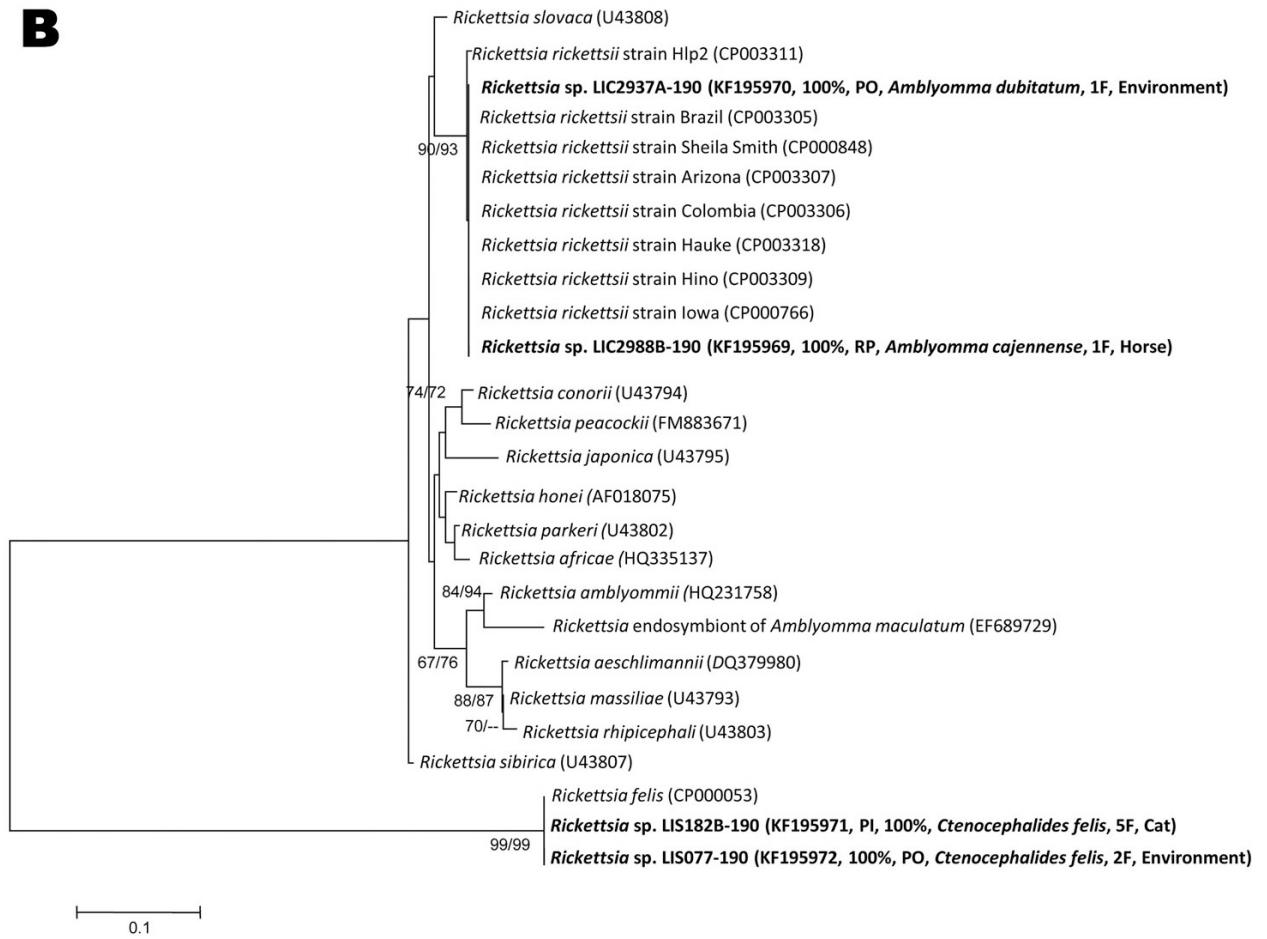 B
Rickettsia slovaca (U43808)
Rickettsia rickettsii strain Hlp2 (CP003311)
Rickettsia sp. LIC2937A-190 (KF195970, 100%, PO, Amblyomma dubitatum, 1F, Environment)
Rickettsia rickettsii strain Brazil (CP003305)
90/93
Rickettsia rickettsii strain Sheila Smith (CP000848)
Rickettsia rickettsii strain Arizona (CP003307)
Rickettsia rickettsii strain Colombia (CP003306)
Rickettsia rickettsii strain Hauke (CP003318)
Rickettsia rickettsii strain Hino (CP003309)
Rickettsia rickettsii strain Iowa (CP000766)
Rickettsia sp. LIC2988B-190 (KF195969, 100%, RP, Amblyomma cajennense, 1F, Horse)
74/72
Rickettsia conorii (U43794)
Rickettsia peacockii (FM883671)
Rickettsia japonica (U43795)
Rickettsia honei (AF018075)
Rickettsia parkeri (U43802)
Rickettsia africae (HQ335137)
84/94
Rickettsia amblyommii (HQ231758)
Rickettsia endosymbiont of Amblyomma maculatum (EF689729)
67/76
Rickettsia aeschlimannii (DQ379980)
88/87
Rickettsia massiliae (U43793)
70/--
Rickettsia rhipicephali (U43803)
Rickettsia sibirica (U43807)
Rickettsia felis (CP000053)
Rickettsia sp. LIS182B-190 (KF195971, PI, 100%, Ctenocephalides felis, 5F, Cat)
99/99
Rickettsia sp. LIS077-190 (KF195972, 100%, PO, Ctenocephalides felis, 2F, Environment)
0.1